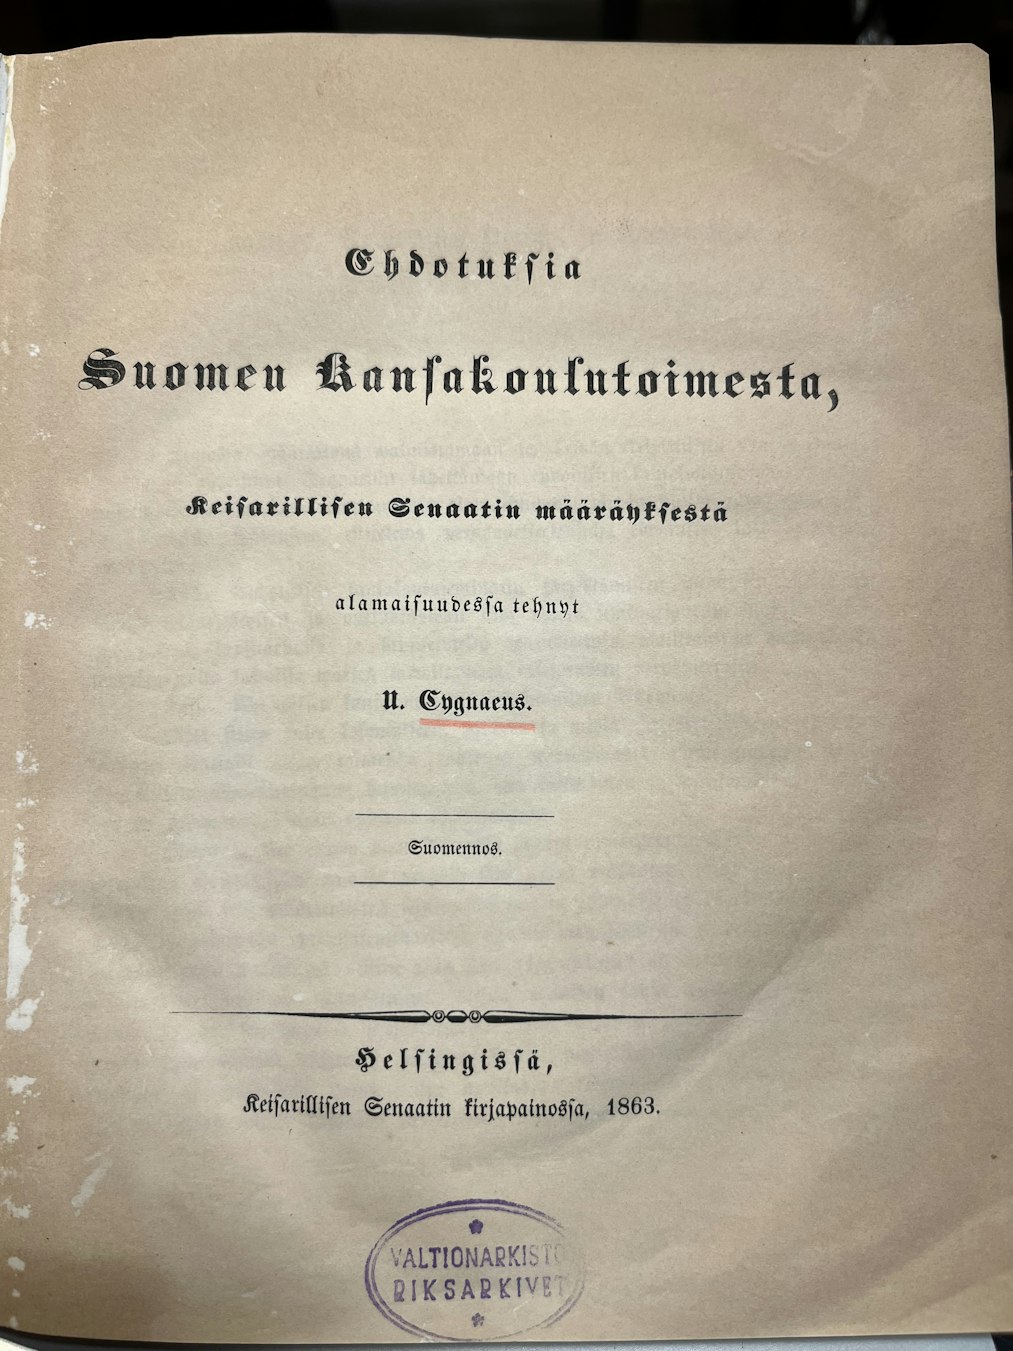 Ehdotuksia
Suomen Kansakoulutoimesta,
Keisarillisen Senaatin määräyksestä
alamaisuudessa tehnyt
U. Cygnaeus.
Suomennos.
Helsingissä,
Keisarillisen Senaatin kirjapainossa, 1863.
VALTIONARKISTO
RIKSARKIVET